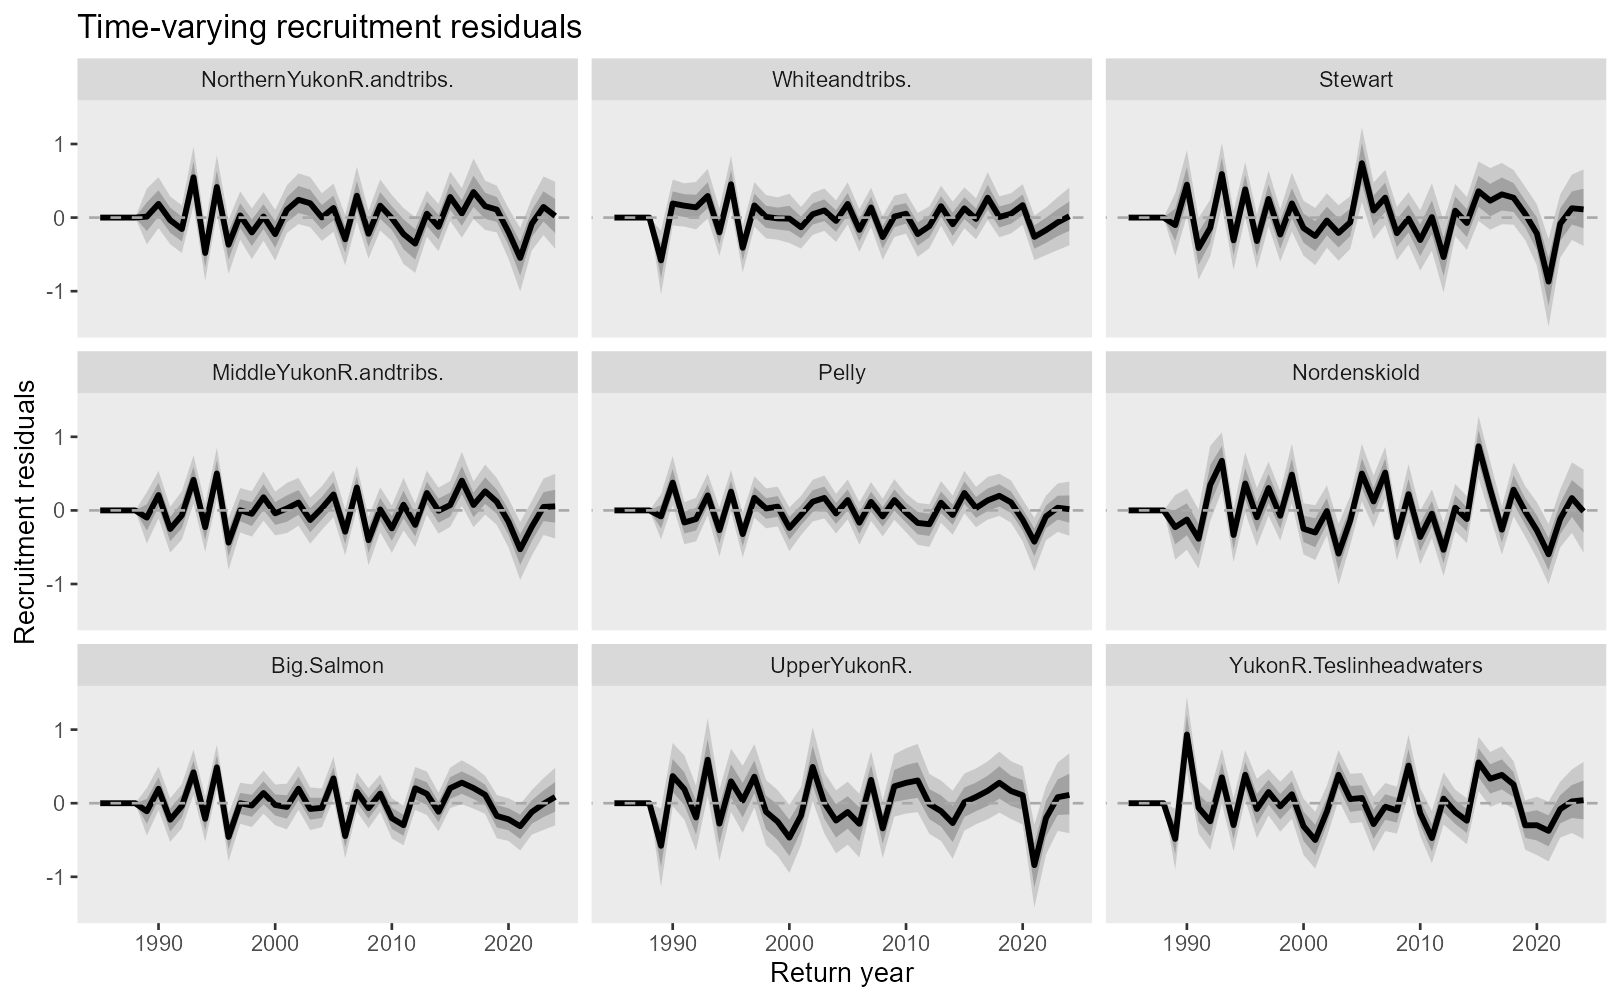 Time-varying recruitment residuals
NorthernYukonR.andtribs.
Whiteandtribs.
Stewart
1
0
-1
MiddleYukonR.andtribs.
Pelly
Nordenskiold
1
0
-1
Big.Salmon
UpperYukonR.
YukonR.Teslinheadwaters
1
0
-1
1990 2000 2010 2020
1990 2000 2010 2020
1990 2000 2010 2020
Return year
Recruitment residuals